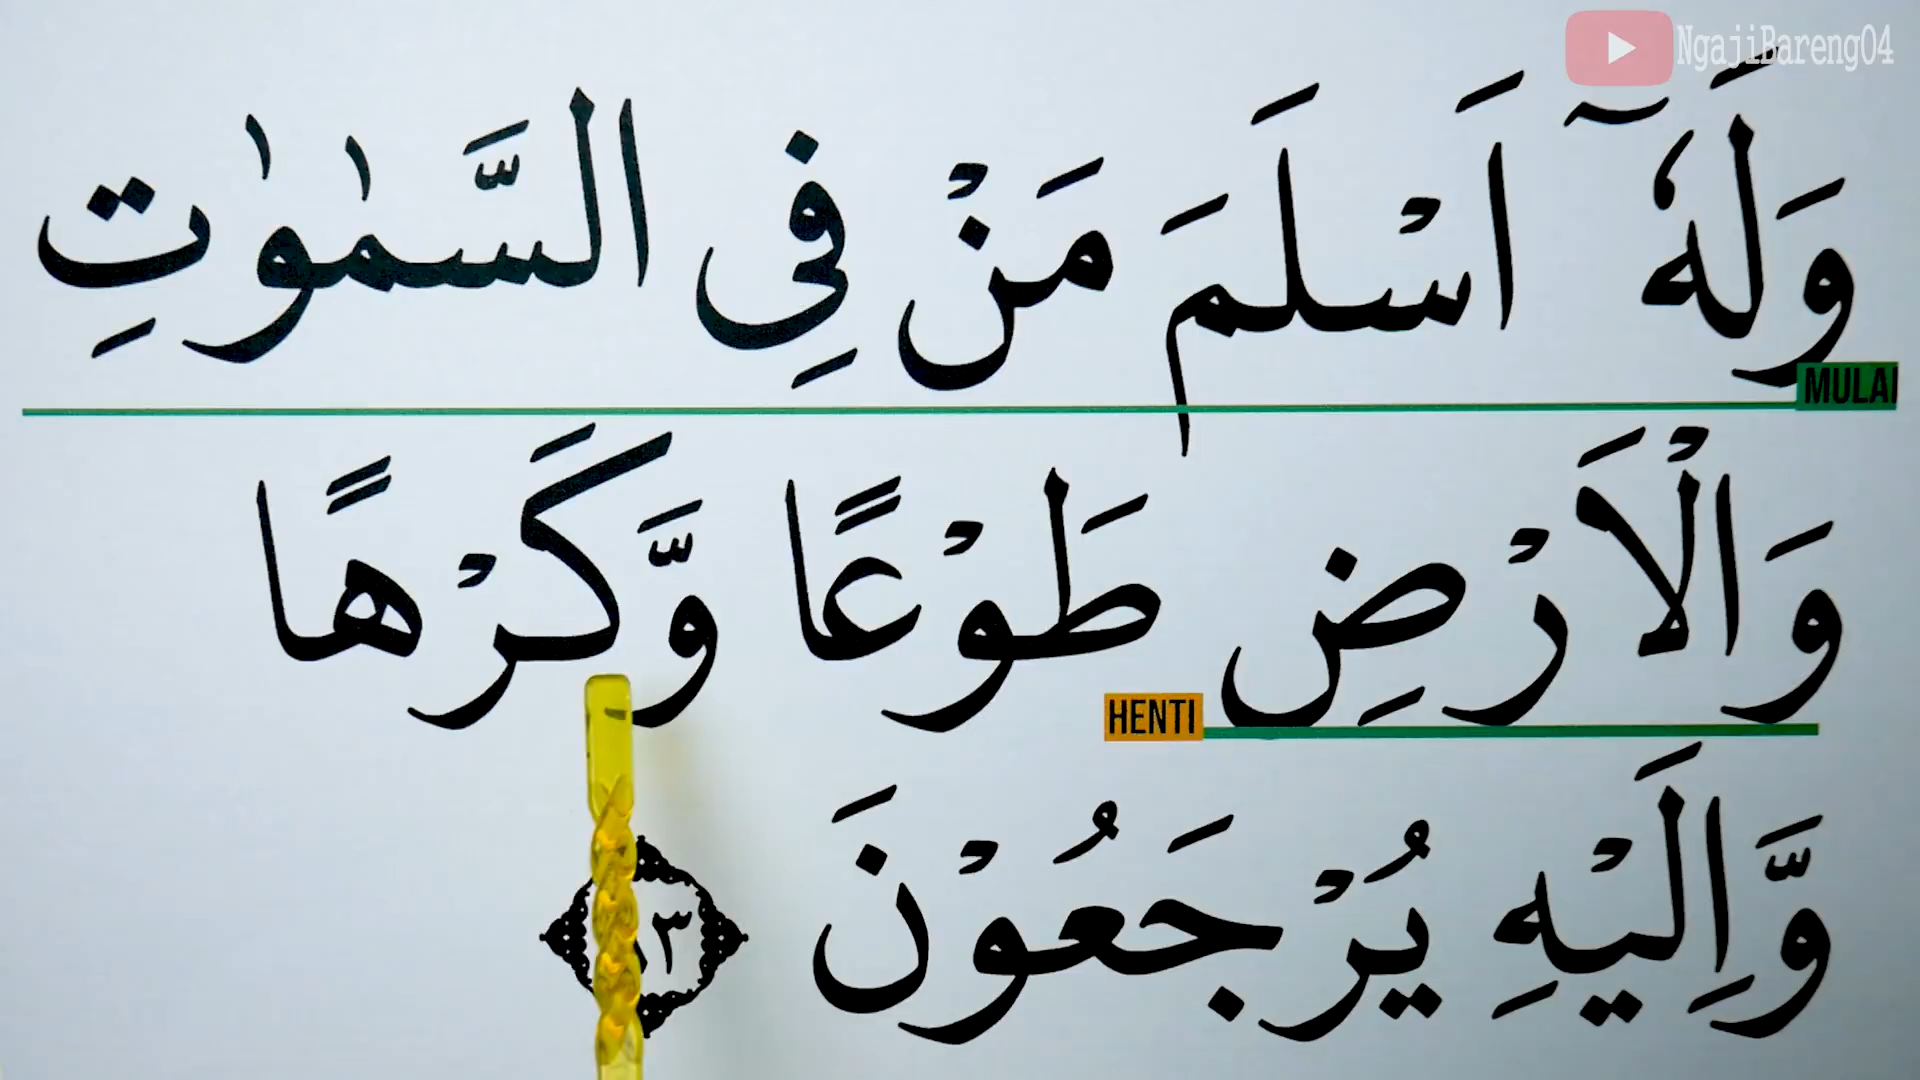 NgajiBareng04
وَلَهٗٓ اَسْلَمَ مَنْ فِى السَّمٰوٰتِ
MULAI
وَالْاَرْضِ طَوْعًا وَّكَرْهًا
HENTI
وَّاِلَيْهِ يُرْجَعُوْنَ